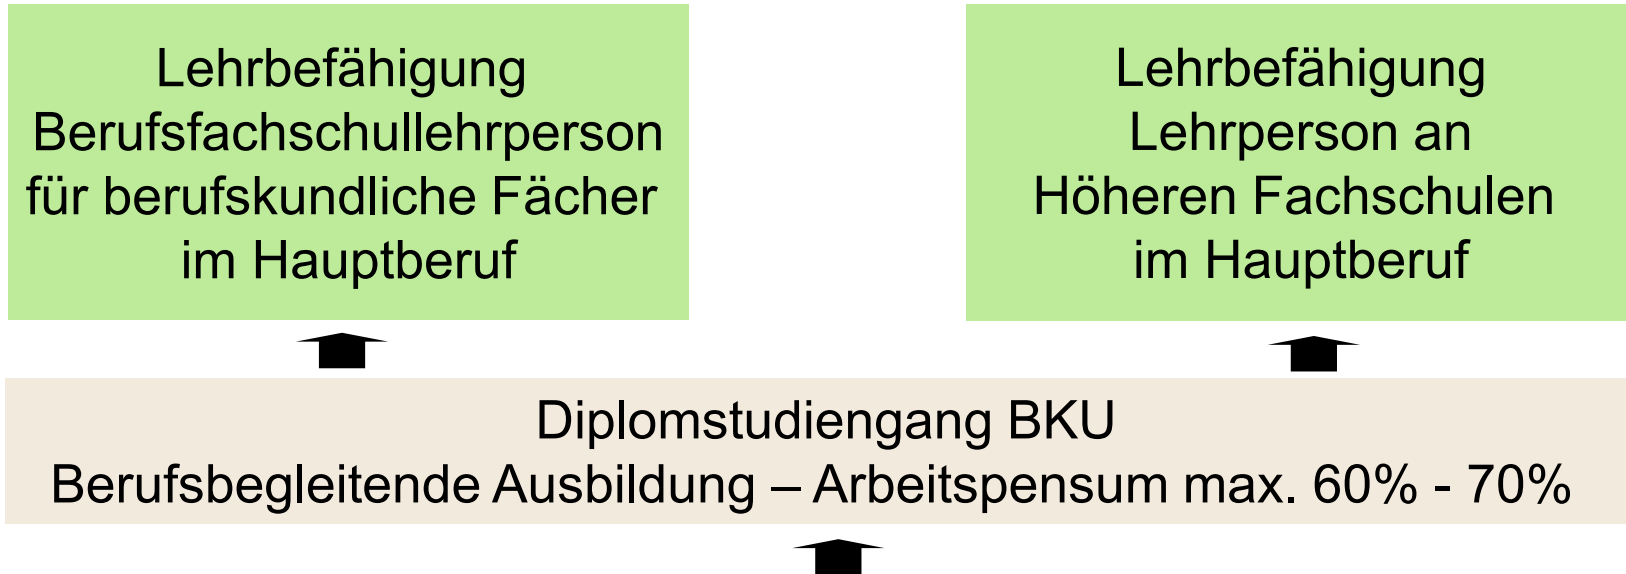 Lehrbefähigung
Berufsfachschullehrperson
für berufskundliche Fächer
im Hauptberuf
Lehrbefähigung
Lehrperson an
Höheren Fachschulen
im Hauptberuf
Diplomstudiengang BKU
Berufsbegleitende Ausbildung – Arbeitspensum max. 60% - 70%